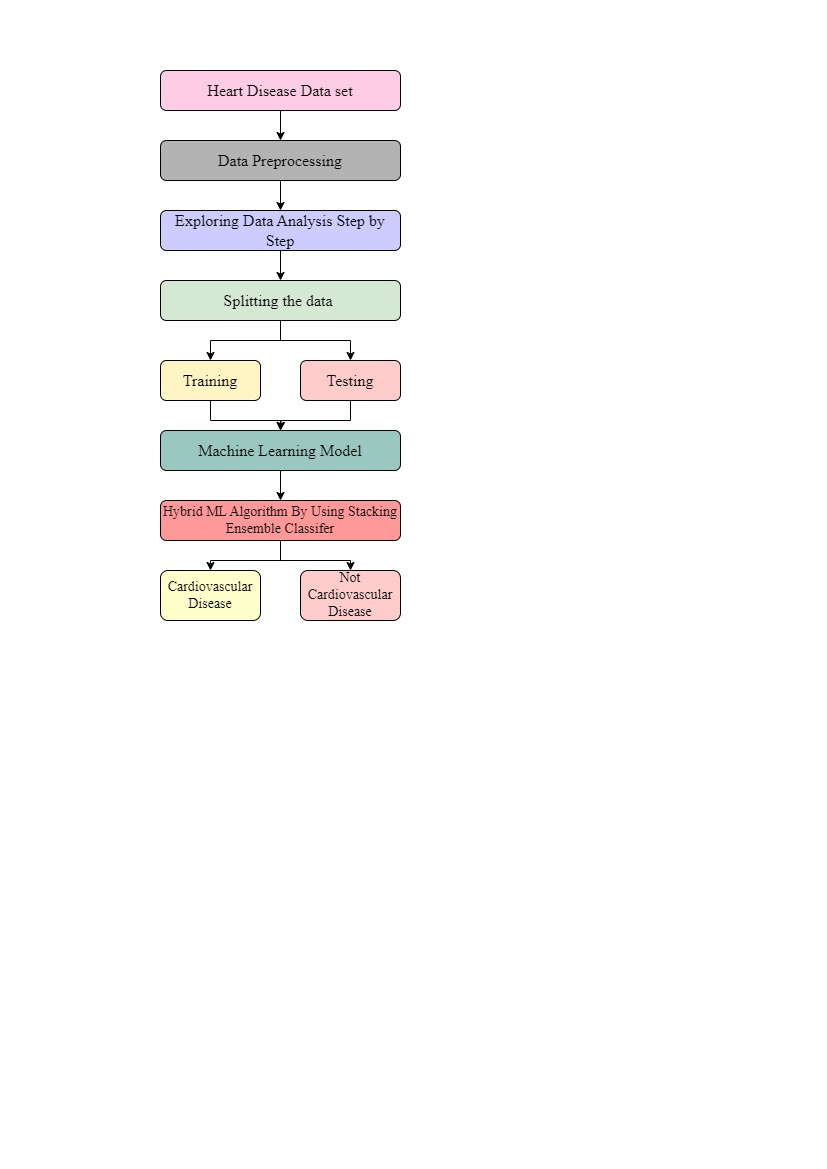 Heart Disease Data set
Data Preprocessing
Exploring Data Analysis Step by
Step
Splitting the data
Training
Testing
Machine Learning Model
Hybrid ML Algorithm By Using Stacking
Ensemble Classifer
Cardiovascular
Disease
Not
Cardiovascular
Disease